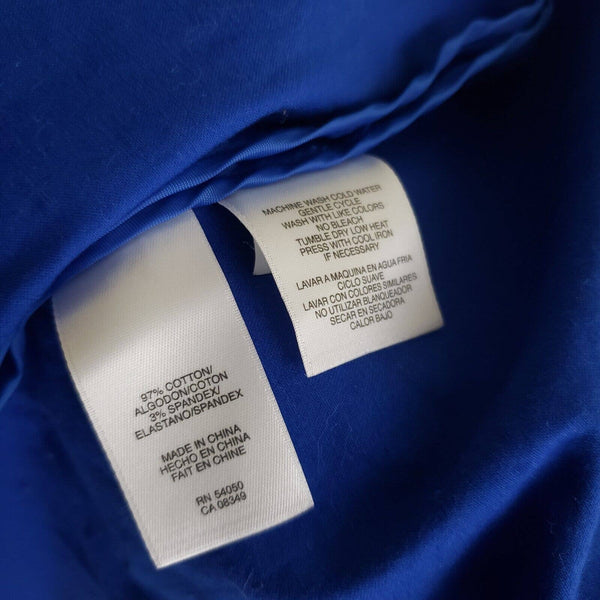 97% COTTON/
ALGODON/COTON
3% SPANDEX/
ELASTANO/SPANDEX
MADE IN CHINA
HECHO EN CHINA
FAIT EN CHINE
RN 54050
CA 08349
MACHINE WASH COLD WATER
GENTLE CYCLE
WASH WITH LIKE COLORS
NO BLEACH
TUMBLE DRY LOW HEAT
PRESS WITH COOL IRON
IF NECESSARY
LAVAR A MAQUINA EN AGUA FRIA
CICLO SUAVE
LAVAR CON COLORES SIMILARES
NO UTILIZAR BLANQUEADOR
SECAR EN SECADORA
CALOR BAJO